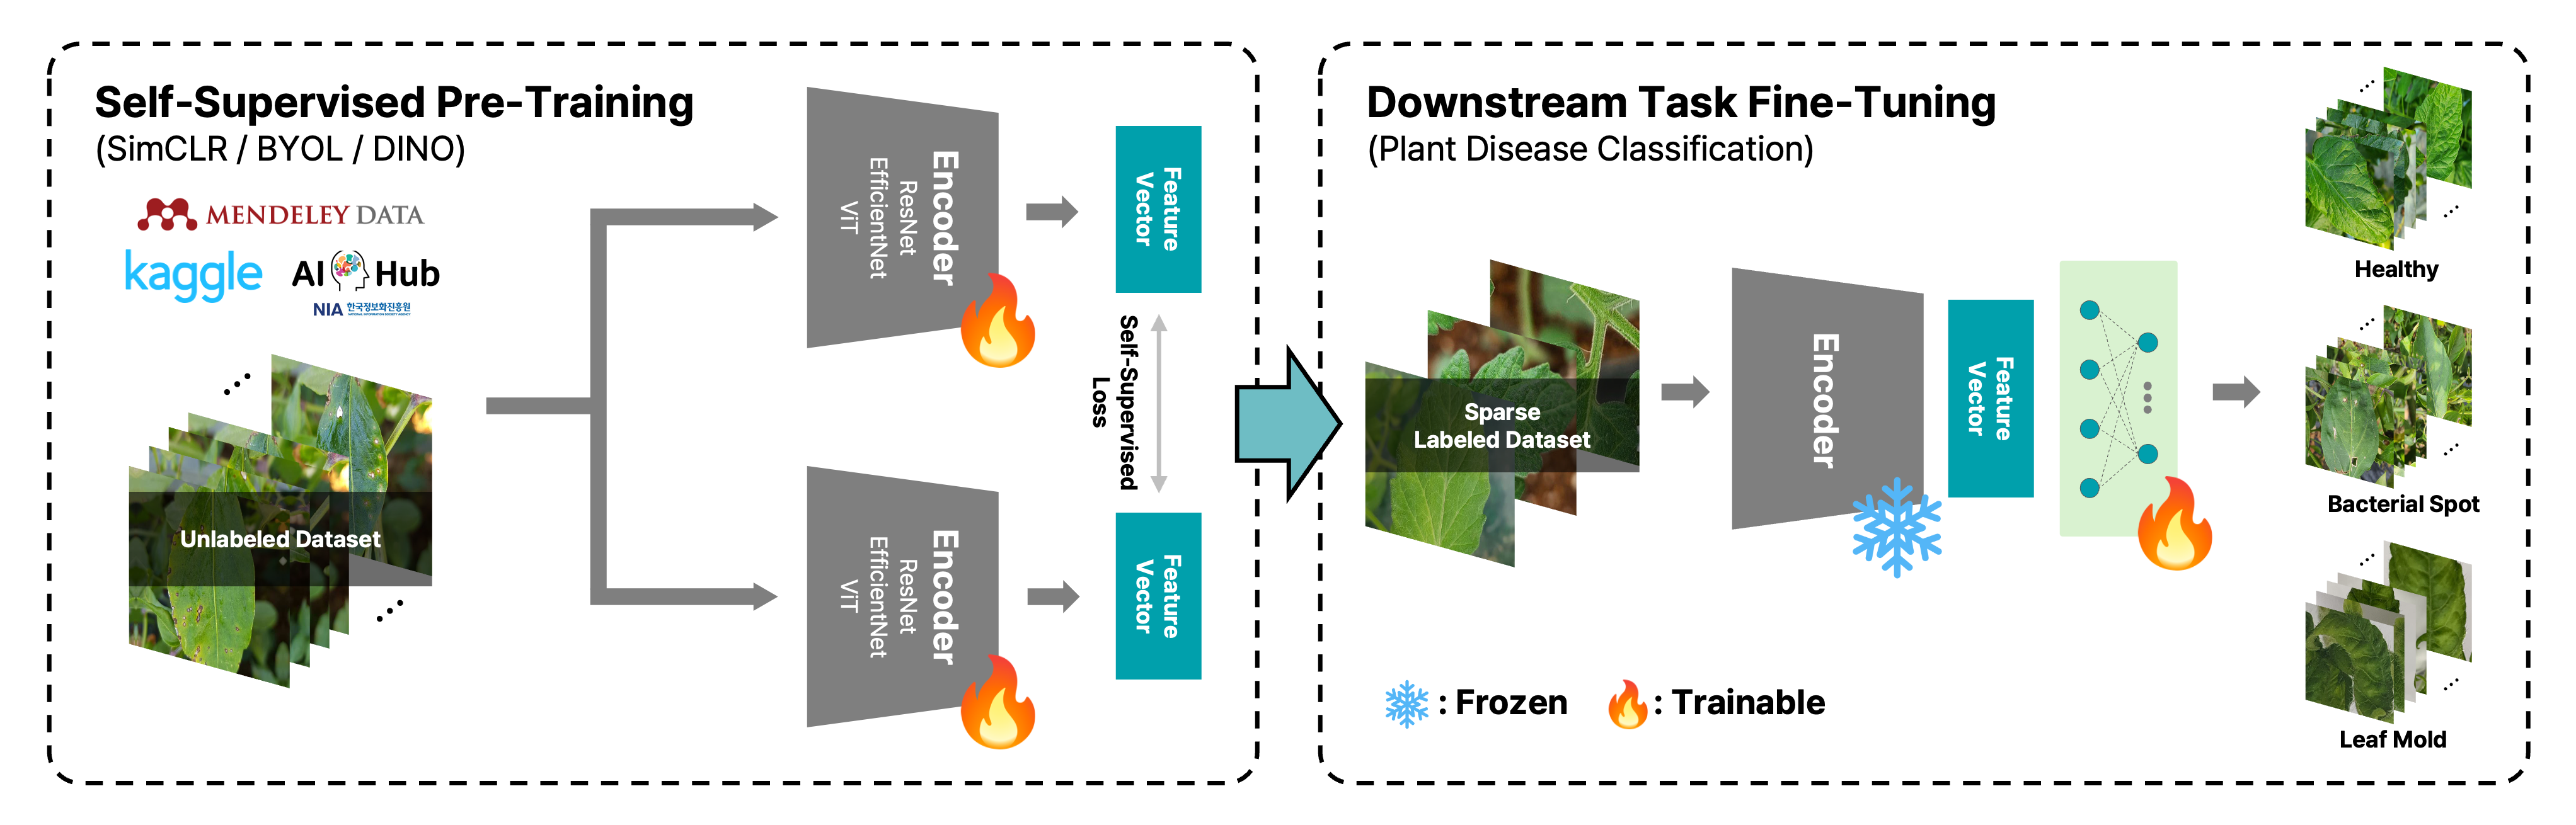 Self-Supervised Pre-Training
(SimCLR / BYOL / DINO)
MENDELEY DATA
kaggle
AI Hub
NIA 한국정보화진흥원
Unlabeled Dataset
Encoder
ResNet
EfficientNet
ViT
Feature
Vector
Self-Supervised
Loss
Encoder
ResNet
EfficientNet
ViT
Feature
Vector
Downstream Task Fine-Tuning
(Plant Disease Classification)
Sparse
Labeled Dataset
Encoder
Feature
Vector
Healthy
Bacterial Spot
Leaf Mold
: Frozen
: Trainable